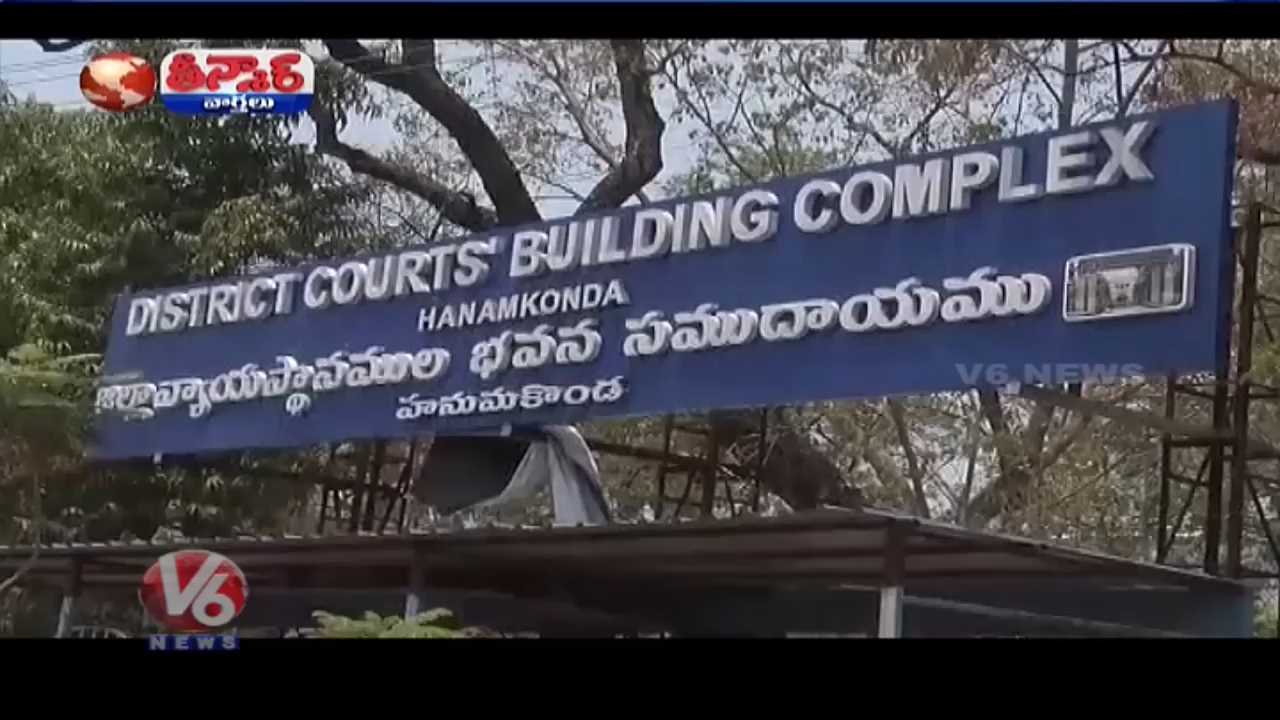 తీన్మార్
వార్తలు
DISTRICT COURTS' BUILDING COMPLEX
HANAMKONDA
జిల్లాన్యాయస్థానముల భవన సముదాయము
హనుమకొండ
V6 NEWS
V6
NEWS